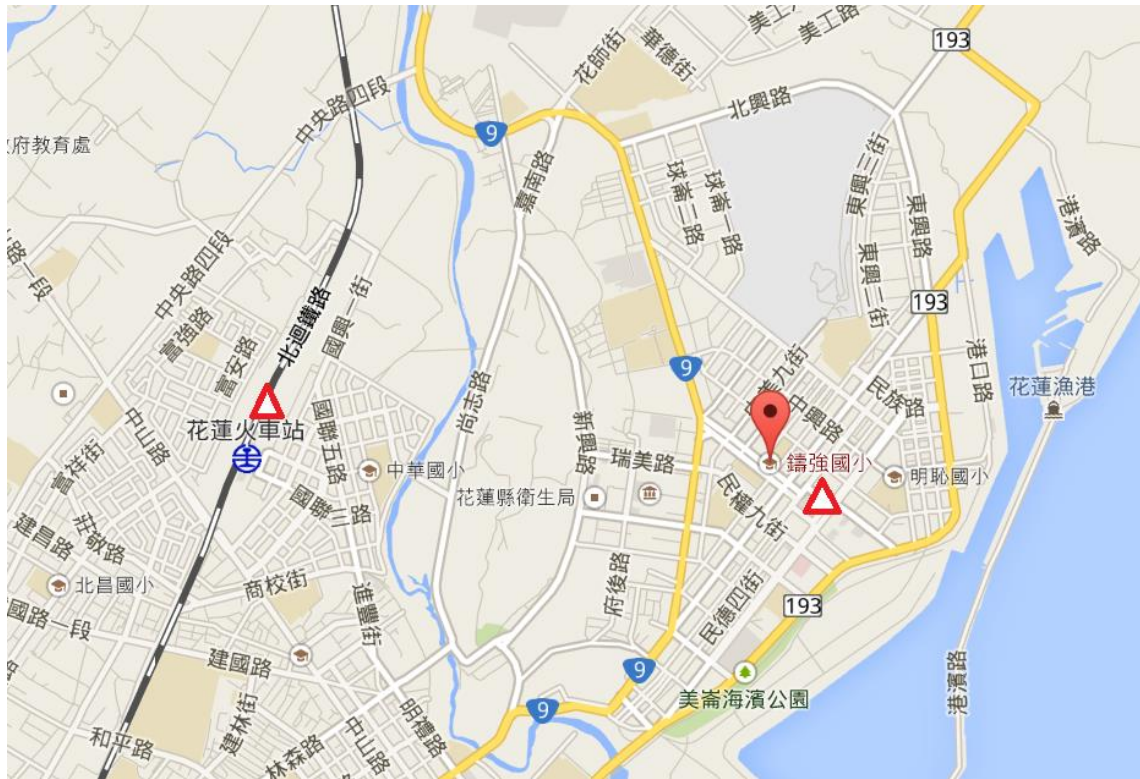 美工八街
美工路
花師街
華德街
193
北興路
中央路四段
府教育處
9
嘉南路
球崙二路
球崙一路
東興三街
東興路
港濱路
中央路四段
富強路
富安路
北迴鐵路
國興一街
東興二街
193
港口路
9
尚志路
新興路
中興路
民族路
花蓮漁港
花蓮火車站
中山路
國聯五路
中華國小
富祥街
國聯
瑞美路
鑄強國小
明恥國小
花蓮縣衛生局
民權九街
莊敬路
建昌路
北昌國小
商校街
進豐街
府後路
民德四街
193
國路一段
建國路
9
美崙海濱公園
港濱路
9
建林街
中山路
明禮路
和平路
林森路